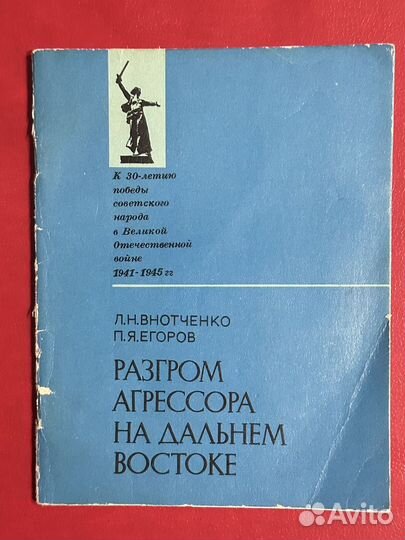 К 30-летию
победы
советского
народа
в Великой
Отечественной
войне
1941-1945 гг
Л.Н.ВНОТЧЕНКО
П.Я.ЕГОРОВ
РАЗГРОМ
АГРЕССОРА
НА ДАЛЬНЕМ
ВОСТОКЕ
Avito